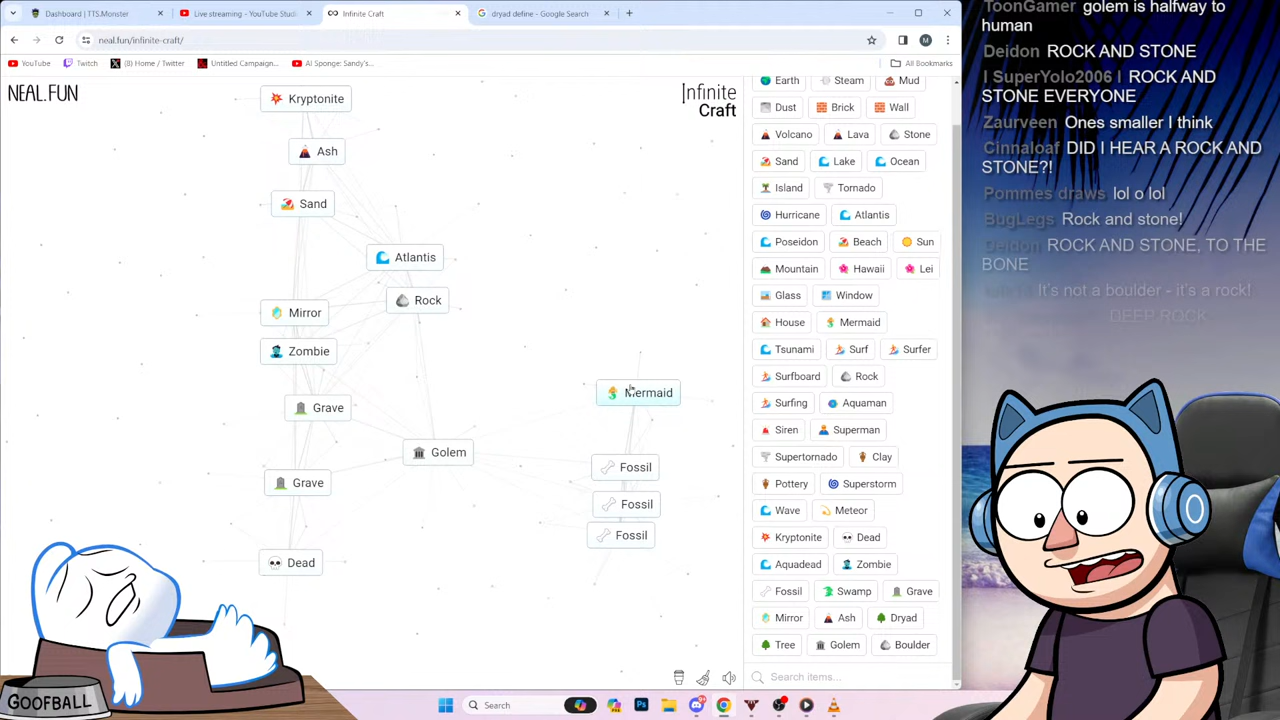 Dashboard | TTS.Monster
Live streaming - YouTube Studio
Infinite Craft
dryad define - Google Search
neal.fun/infinite-craft/
M
YouTube
Twitch
(8) Home / Twitter
Untitled Campaign...
AI Sponge: Sandy's...
All Bookmarks
NEAL.FUN
Infinite
Craft
Kryptonite
Ash
Sand
Atlantis
Rock
Mirror
Zombie
Mermaid
Grave
Golem
Fossil
Grave
Fossil
Fossil
Dead
Earth Steam Mud
Dust Brick Wall
Volcano Lava Stone
Sand Lake Ocean
Island Tornado
Hurricane Atlantis
Poseidon Beach Sun
Mountain Hawaii Lei
Glass Window
House Mermaid
Tsunami Surf Surfer
Surfboard Rock
Surfing Aquaman
Siren Superman
Supertornado Clay
Pottery Superstorm
Wave Meteor
Kryptonite Dead
Aquadead Zombie
Fossil Swamp Grave
Mirror Ash Dryad
Tree Golem Boulder
Search items...
Search
ToonGamer golem is halfway to
human
Deidon ROCK AND STONE
I SuperYolo2006 I ROCK AND
STONE EVERYONE
Zaurveen Ones smaller I think
Cinnaloaf DID I HEAR A ROCK AND
STONE?!
Pommes draws lol o lol
BugLegs Rock and stone!
Deidon ROCK AND STONE, TO THE
BONE
It's not a boulder - it's a rock!
DEEP ROCK
GOOFBALL